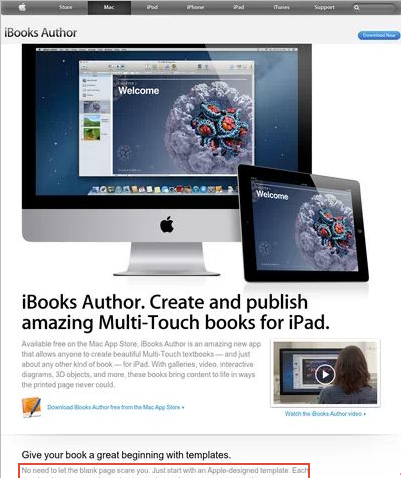 Store Mac iPod iPhone iPad iTunes Support
iBooks Author
Download Now
Welcome
Welcome
iBooks Author. Create and publish
amazing Multi-Touch books for iPad.
Available free on the Mac App Store, iBooks Author is an amazing new app
that allows anyone to create beautiful Multi-Touch textbooks — and just
about any other kind of book — for iPad. With galleries, video, interactive
diagrams, 3D objects, and more, these books bring content to life in ways
the printed page never could.
Download iBooks Author free from the Mac App Store
Watch the iBooks Author video
Give your book a great beginning with templates.
No need to let the blank page scare you. Just start with an Apple-designed template. Each